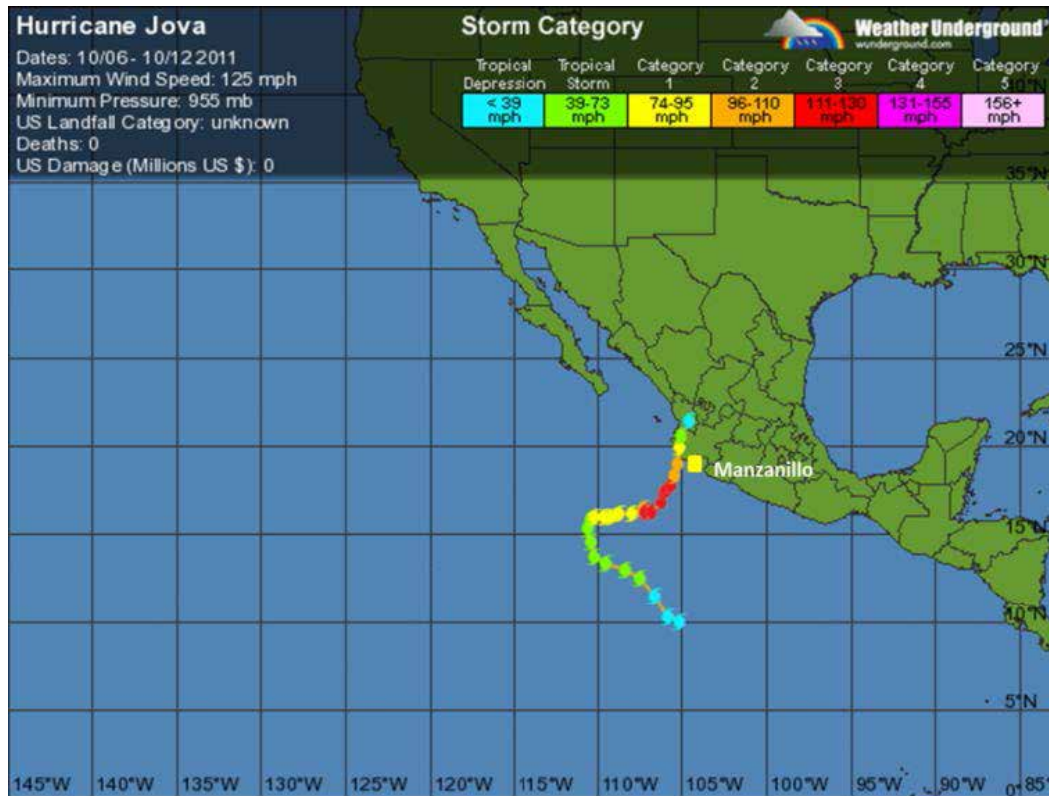 Hurricane Jova
Dates: 10/06- 10/12 2011
Maximum Wind Speed: 125 mph
Minimum Pressure: 955 mb
US Landfall Category: unknown
Deaths: 0
US Damage (Millions US $): 0
Storm Category
Weather Underground®
wunderground.com
Tropical Depression
Tropical Storm
Category 1
Category 2
Category 3
Category 4
Category 5
< 39 mph
39-73 mph
74-95 mph
96-110 mph
111-130 mph
131-155 mph
156+ mph
35°N
30°N
25°N
20°N
Manzanillo
15°N
10°N
5°N
145°W 140°W 135°W 130°W 125°W 120°W 115°W 110°W 105°W 100°W 95°W 90°W 0° 85°